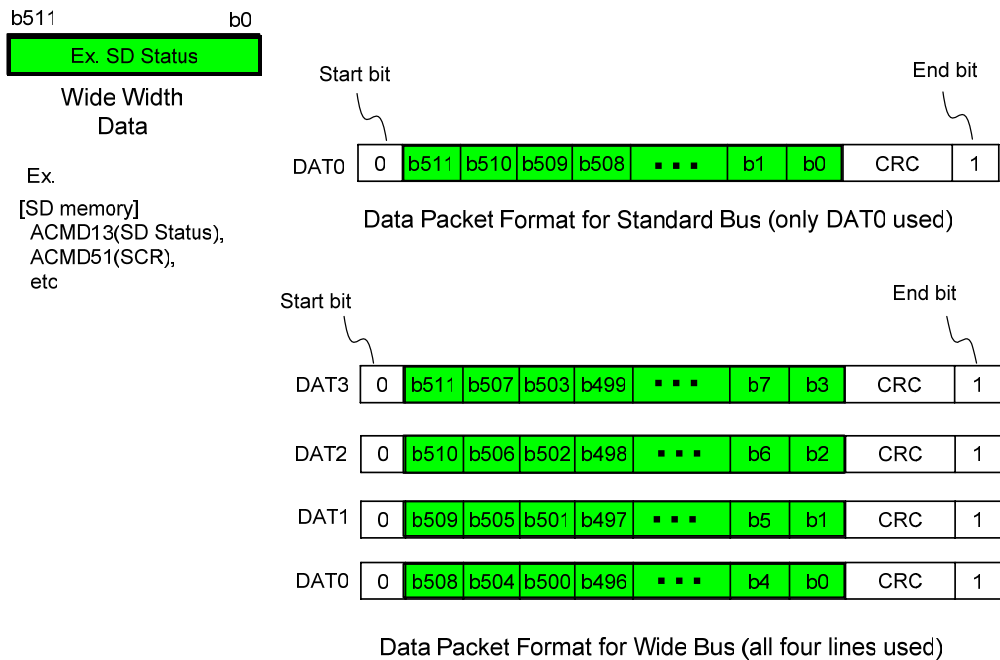 b511 b0
Ex. SD Status
Wide Width
Data
Ex.
[SD memory]
ACMD13(SD Status),
ACMD51(SCR),
etc
Start bit End bit
DAT0 0 b511 b510 b509 b508 ▪ ▪ ▪ b1 b0 CRC 1
Data Packet Format for Standard Bus (only DAT0 used)
Start bit End bit
DAT3 0 b511 b507 b503 b499 ▪ ▪ ▪ b7 b3 CRC 1
DAT2 0 b510 b506 b502 b498 ▪ ▪ ▪ b6 b2 CRC 1
DAT1 0 b509 b505 b501 b497 ▪ ▪ ▪ b5 b1 CRC 1
DAT0 0 b508 b504 b500 b496 ▪ ▪ ▪ b4 b0 CRC 1
Data Packet Format for Wide Bus (all four lines used)